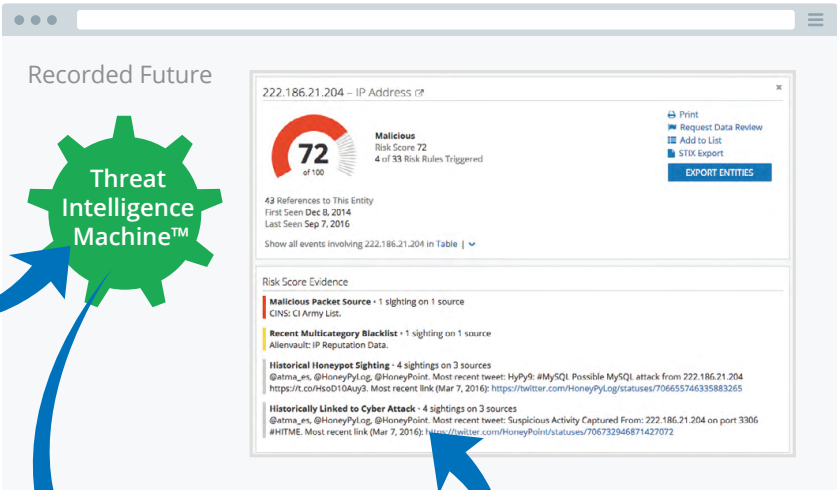 Recorded Future
Threat
Intelligence
Machine™
222.186.21.204 – IP Address
72
of 100
Malicious
Risk Score 72
4 of 33 Risk Rules Triggered
Print
Request Data Review
Add to List
STIX Export
EXPORT ENTITIES
43 References to This Entity
First Seen Dec 8, 2014
Last Seen Sep 7, 2016
Show all events involving 222.186.21.204 in Table |
Risk Score Evidence
Malicious Packet Source • 1 sighting on 1 source
CINS: CI Army List.
Recent Multicategory Blacklist • 1 sighting on 1 source
Alienvault: IP Reputation Data.
Historical Honeypot Sighting • 4 sightings on 3 sources
@atma_es, @HoneyPyLog, @HoneyPoint. Most recent tweet: HyPy9: #MySQL Possible MySQL attack from 222.186.21.204
https://t.co/HsoD10Auy3. Most recent link (Mar 7, 2016): https://twitter.com/HoneyPyLog/statuses/706655746335883265
Historically Linked to Cyber Attack • 4 sightings on 3 sources
@atma_es, @HoneyPyLog, @HoneyPoint. Most recent tweet: Suspicious Activity Captured From: 222.186.21.204 on port 3306
#HITME. Most recent link (Mar 7, 2016): https://twitter.com/HoneyPoint/statuses/706732946871427072